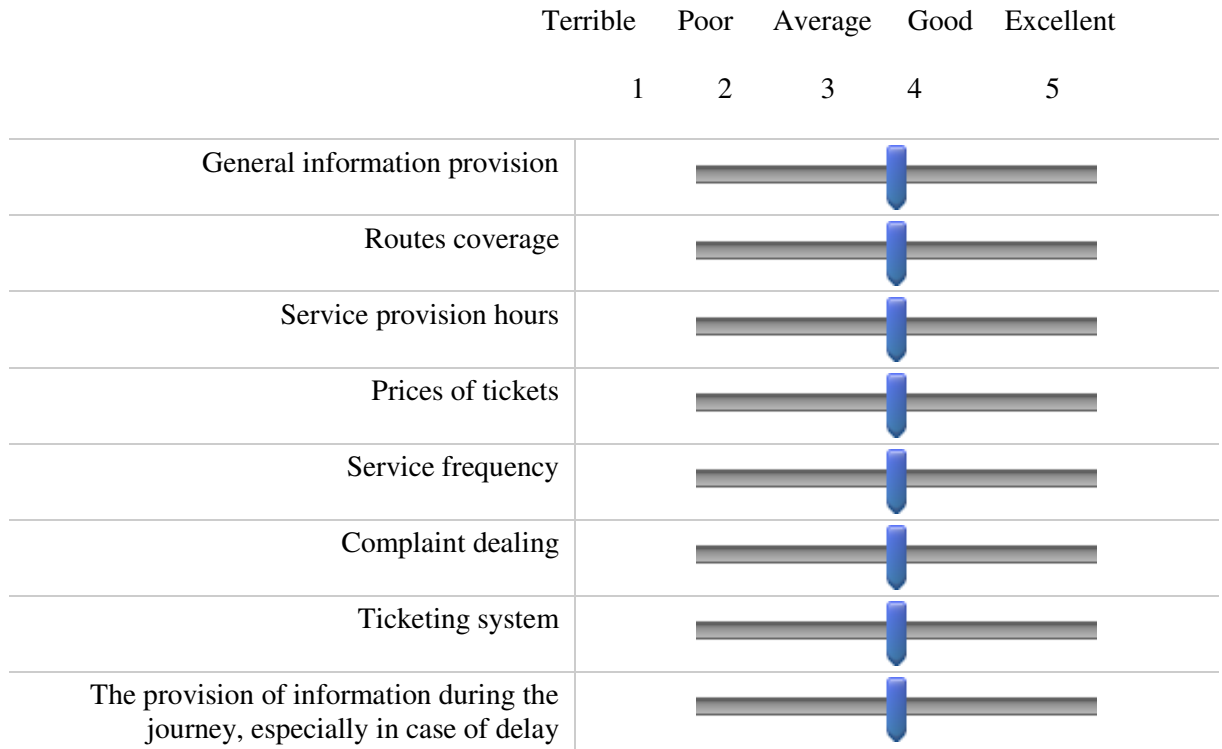 Terrible Poor Average Good Excellent
1 2 3 4 5
General information provision
Routes coverage
Service provision hours
Prices of tickets
Service frequency
Complaint dealing
Ticketing system
The provision of information during the
journey, especially in case of delay